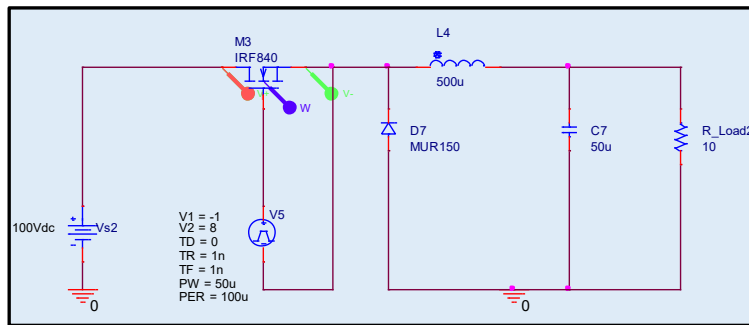 L4
M3
IRF840
500u
V+
W
V-
D7
MUR150
C7
50u
R_Load2
10
100Vdc
Vs2
V1 = -1
V2 = 8
TD = 0
TR = 1n
TF = 1n
PW = 50u
PER = 100u
V5
+
-
+
-
0
0